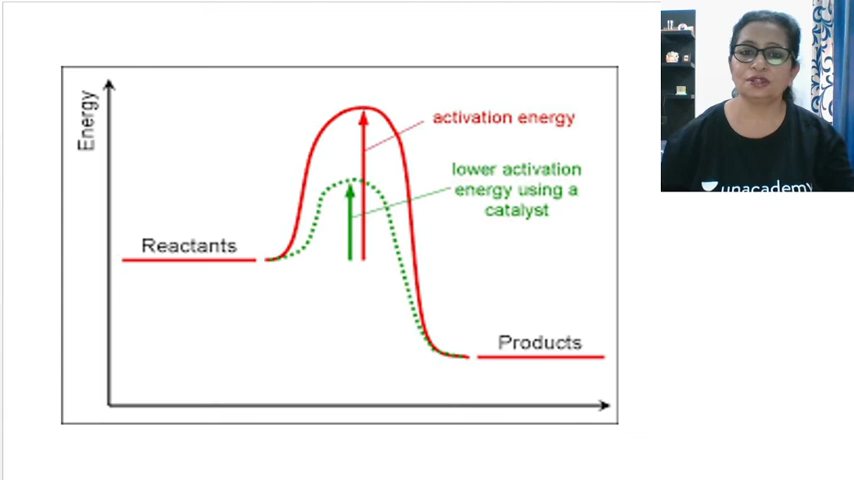 Energy
activation energy
lower activation
energy using a
catalyst
Reactants
Products
unacademy